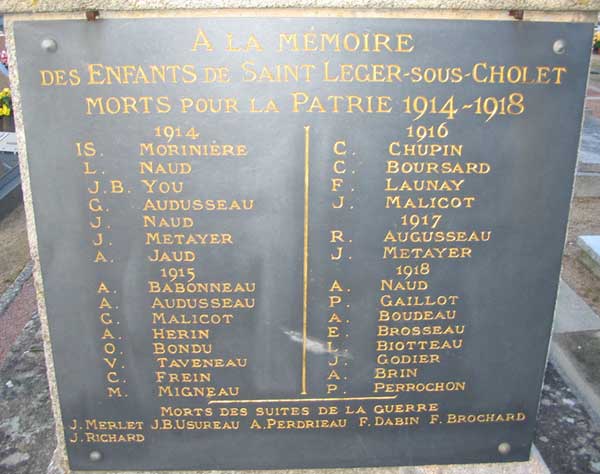 A LA MÉMOIRE
DES ENFANTS DE SAINT LEGER-SOUS-CHOLET
MORTS POUR LA PATRIE 1914-1918
1914
IS. MORINIÈRE
L. NAUD
J.B. YOU
G. AUDUSSEAU
J. NAUD
J. METAYER
A. JAUD
1915
A. BABONNEAU
A. AUDUSSEAU
C. MALICOT
A. HERIN
O. BONDU
V. TAVENEAU
C. FREIN
M. MIGNEAU
1916
C. CHUPIN
C. BOURSARD
F. LAUNAY
J. MALICOT
1917
R. AUGUSSEAU
J. METAYER
1918
A. NAUD
P. GAILLOT
A. BOUDEAU
E. BROSSEAU
L. BIOTTEAU
J. GODIER
A. BRIN
P. PERROCHON
MORTS DES SUITES DE LA GUERRE
J. MERLET J.B. USUREAU A. PERDRIEAU F. DABIN F. BROCHARD
J. RICHARD